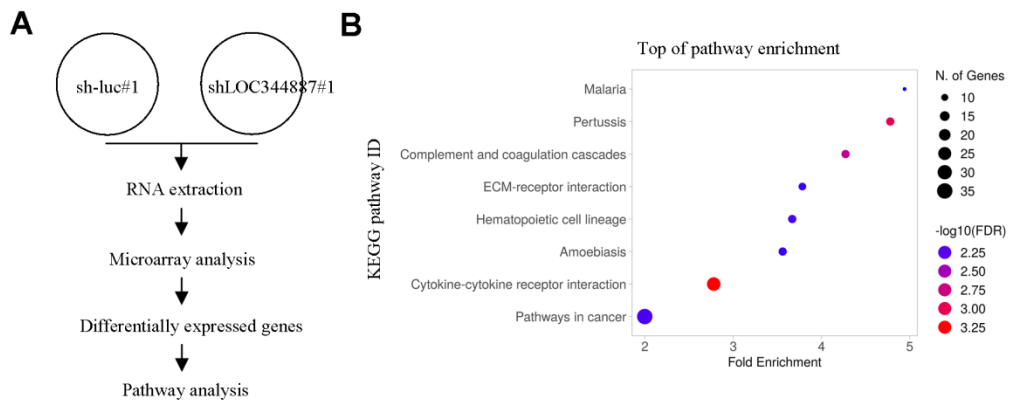 A
sh-luc#1
shLOC344887#1
RNA extraction
Microarray analysis
Differentially expressed genes
Pathway analysis
B
Top of pathway enrichment
KEGG pathway ID
Malaria
Pertussis
Complement and coagulation cascades
ECM-receptor interaction
Hematopoietic cell lineage
Amoebiasis
Cytokine-cytokine receptor interaction
Pathways in cancer
2 3 4 5
Fold Enrichment
N. of Genes
10
15
20
25
30
35
-log10(FDR)
2.25
2.50
2.75
3.00
3.25